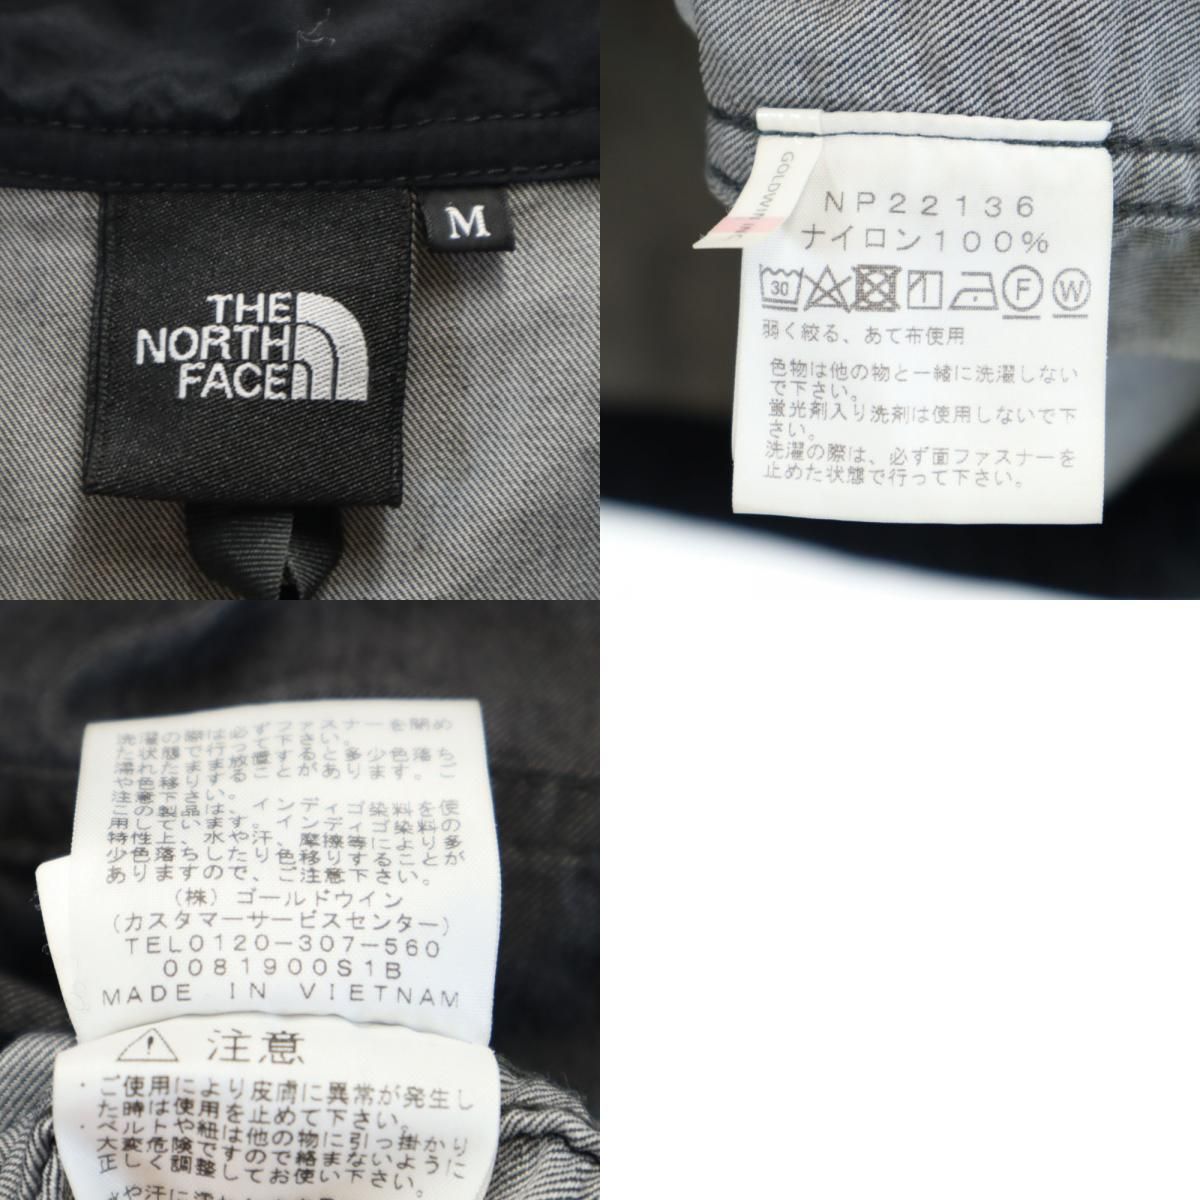 THE
NORTH
FACE
M
GOLDWIN INC
NP22136
ナイロン100%
30
F
W
弱く絞る、あて布使用
色物は他の物と一緒に洗濯しない
で下さい。
蛍光剤入り洗剤は使用しないで下
さい。
洗濯の際は、必ず面ファスナーを
止めた状態で行って下さい。
洗濯の際は必ずファスナーを閉め
た状態で行って下さい。
湯れたまま放置すると多少色落ち
や色移りすることがあります。ご
注意下さい。
この製品は、インディゴ染料を使
用しています。インディゴ染料の
特性上、水や汗、摩擦等により多
少色落ちしたり色移りすることが
ありますので、ご注意下さい。
(株)ゴールドウイン
(カスタマーサービスセンター)
TEL0120-307-560
0081900S1B
MADE IN VIETNAM
注意
・ご使用により皮膚に異常が発生し
た時は使用を止めて下さい。
・ベルトや紐は他の物に引っ掛かり
大変危険ですので絡まないように
正しく調整してお使い下さい。